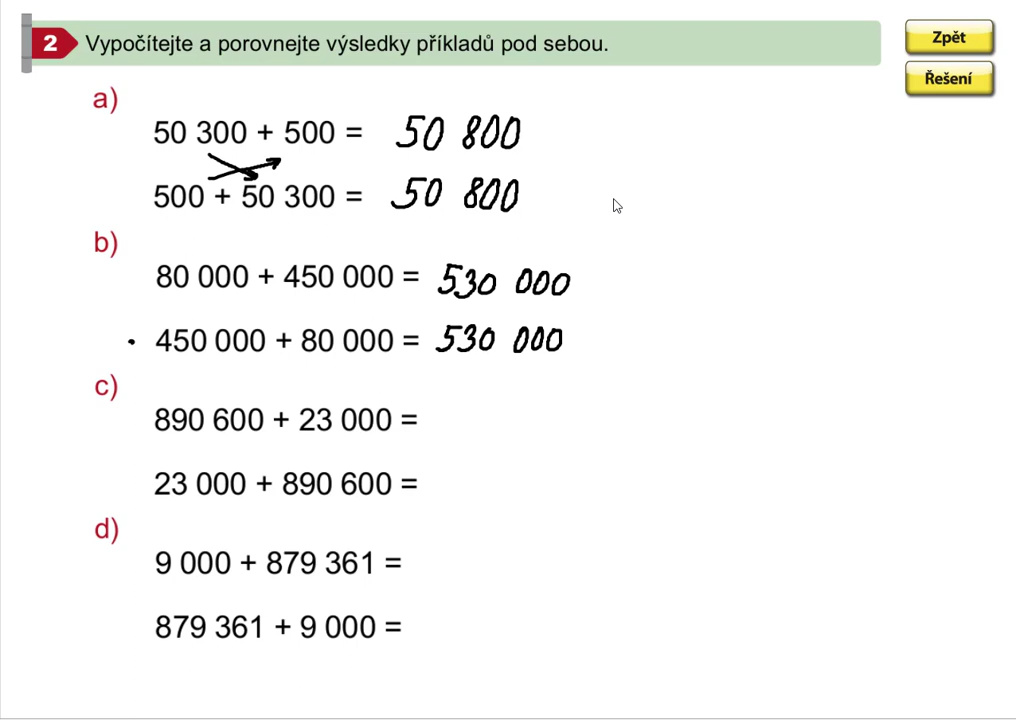 2 Vypočítejte a porovnejte výsledky příkladů pod sebou.
Zpět
Řešení
a)
50 300 + 500 = 50 800
500 + 50 300 = 50 800
b)
80 000 + 450 000 = 530 000
450 000 + 80 000 = 530 000
c)
890 600 + 23 000 =
23 000 + 890 600 =
d)
9 000 + 879 361 =
879 361 + 9 000 =